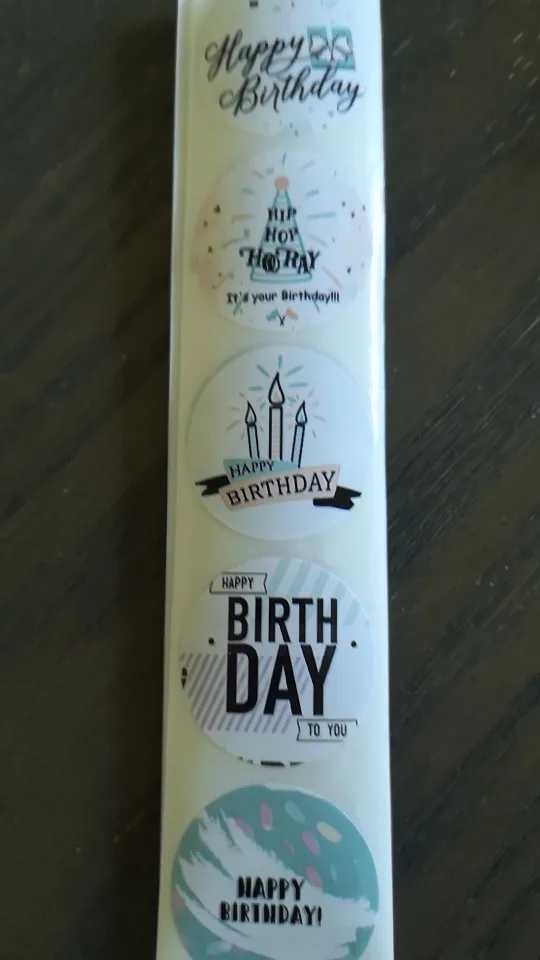 Happy
Birthday
HIP
HOP
HOORAY
It's your Birthday!!!
HAPPY
BIRTHDAY
HAPPY
BIRTH
DAY
TO YOU
HAPPY
BIRTHDAY!